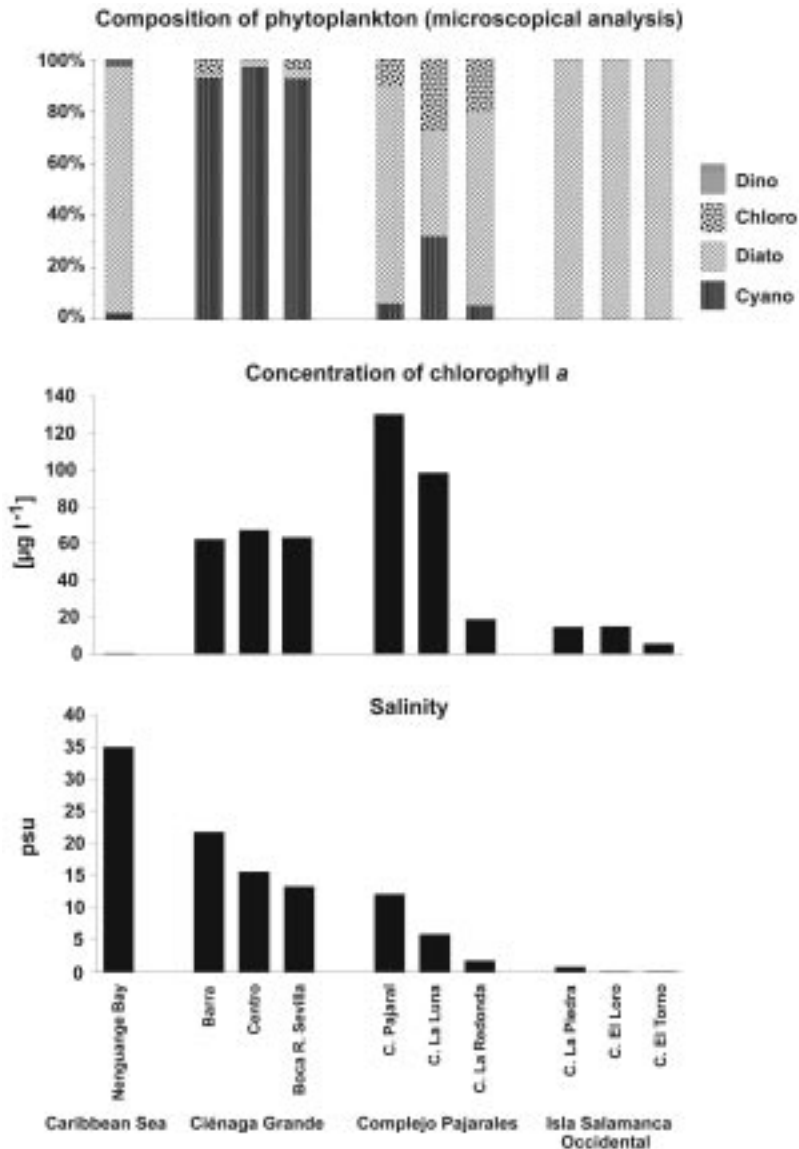 Composition of phytoplankton (microscopical analysis)
100%
80%
60%
40%
20%
0%
Dino
Chloro
Diato
Cyano
Concentration of chlorophyll a
[µg l⁻¹]
140
120
100
80
60
40
20
0
Salinity
psu
40
35
30
25
20
15
10
5
0
Nenguange Bay
Barra
Centro
Boca R. Sevilla
C. Pajaral
C. La Luna
C. La Redonda
C. La Piedra
C. El Loro
C. El Torno
Caribbean Sea
Ciénaga Grande
Complejo Pajarales
Isla Salamanca
Occidental